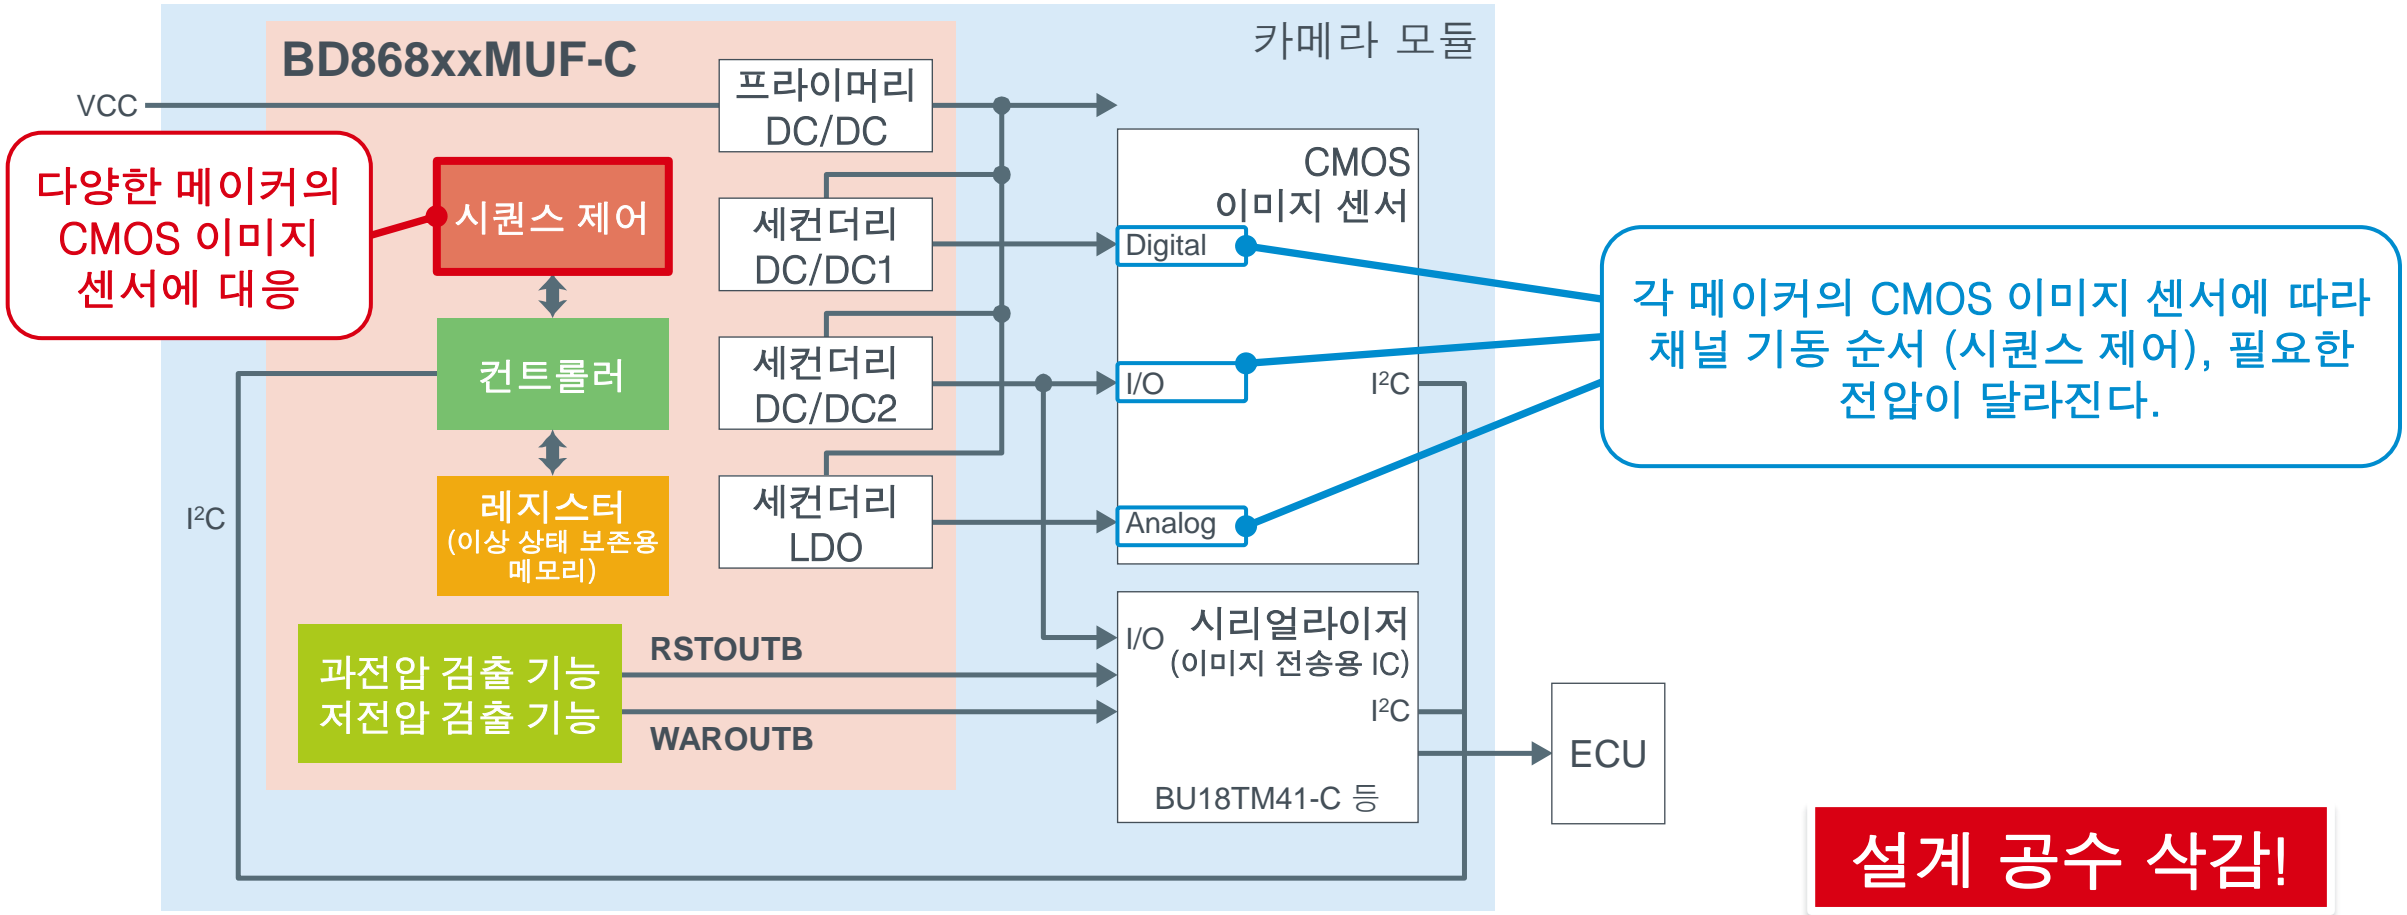 카메라 모듈
BD868xxMUF-C
VCC
프라이머리
DC/DC
다양한 메이커의
CMOS 이미지
센서에 대응
시퀀스 제어
세컨더리
DC/DC1
CMOS
이미지 센서
Digital
각 메이커의 CMOS 이미지 센서에 따라
채널 기동 순서 (시퀀스 제어), 필요한
전압이 달라진다.
컨트롤러
세컨더리
DC/DC2
I/O
I²C
I²C
레지스터
(이상 상태 보존용
메모리)
세컨더리
LDO
Analog
과전압 검출 기능
저전압 검출 기능
RSTOUTB
WAROUTB
I/O
시리얼라이저
(이미지 전송용 IC)
I²C
BU18TM41-C 등
ECU
설계 공수 삭감!